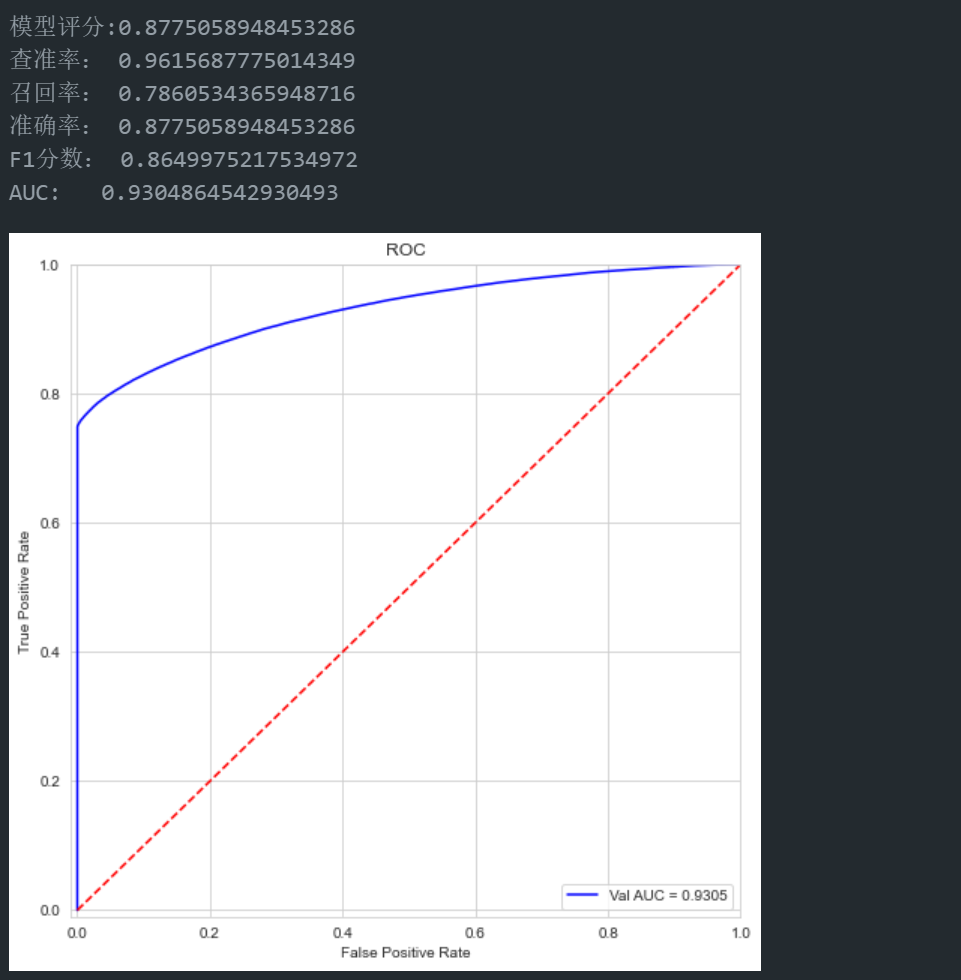 模型评分:0.8775058948453286
查准率： 0.9615687775014349
召回率： 0.7860534365948716
准确率： 0.8775058948453286
F1分数： 0.8649975217534972
AUC: 0.9304864542930493
ROC
1.0
0.8
0.6
0.4
0.2
0.0
True Positive Rate
Val AUC = 0.9305
0.0 0.2 0.4 0.6 0.8 1.0
False Positive Rate